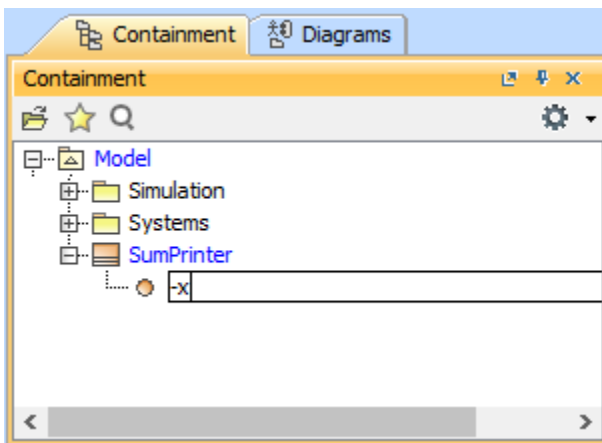 Containment Diagrams
Containment
Model
Simulation
Systems
SumPrinter
-x